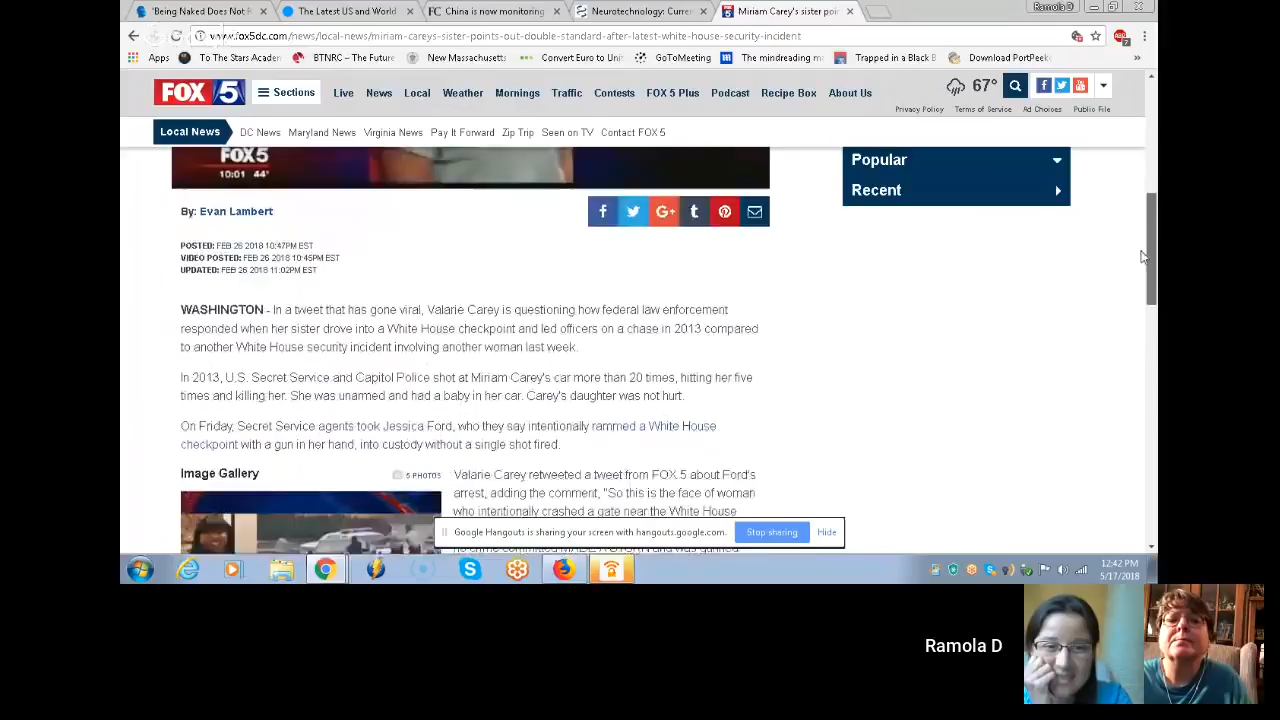 'Being Naked Does Not
The Latest US and World
China is now monitoring
Neurotechnology: Curre
Miriam Carey's sister poi
Ramola D
www.fox5dc.com/news/local-news/miriam-careys-sister-points-out-double-standard-after-latest-white-house-security-incident
Apps To The Stars Academ BTNRC – The Future New Massachusetts Convert Euro to Unit GoToMeeting The mindreading ma Trapped in a Black B Download PortPeek
FOX 5 Sections Live News Local Weather Mornings Traffic Contests FOX 5 Plus Podcast Recipe Box About Us 67°
Privacy Policy Terms of Service Ad Choices Public File
Local News DC News Maryland News Virginia News Pay It Forward Zip Trip Seen on TV Contact FOX 5
FOX 5
10:01 44°
Popular
Recent
By: Evan Lambert
POSTED: FEB 26 2018 10:47PM EST
VIDEO POSTED: FEB 26 2018 10:45PM EST
UPDATED: FEB 26 2018 11:02PM EST
WASHINGTON - In a tweet that has gone viral, Valarie Carey is questioning how federal law enforcement
responded when her sister drove into a White House checkpoint and led officers on a chase in 2013 compared
to another White House security incident involving another woman last week.
In 2013, U.S. Secret Service and Capitol Police shot at Miriam Carey's car more than 20 times, hitting her five
times and killing her. She was unarmed and had a baby in her car. Carey's daughter was not hurt.
On Friday, Secret Service agents took Jessica Ford, who they say intentionally rammed a White House
checkpoint with a gun in her hand, into custody without a single shot fired.
Image Gallery 5 PHOTOS
Valarie Carey retweeted a tweet from FOX 5 about Ford's
arrest, adding the comment, "So this is the face of woman
who intentionally crashed a gate near the White House
Google Hangouts is sharing your screen with hangouts.google.com. Stop sharing Hide
12:42 PM
5/17/2018
Ramola D